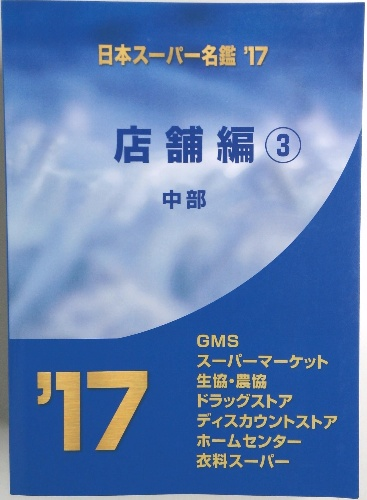 日本スーパー名鑑 '17
店舗編③
中部
'17
GMS
スーパーマーケット
生協・農協
ドラッグストア
ディスカウントストア
ホームセンター
衣料スーパー